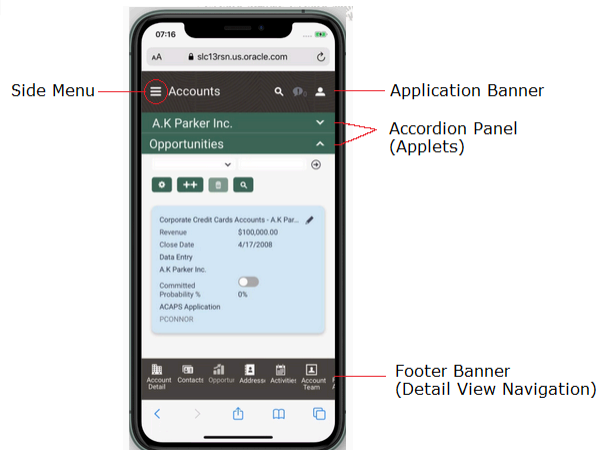 07:16
AA slc13rsn.us.oracle.com
Side Menu
Accounts
Application Banner
A.K Parker Inc.
Opportunities
Accordion Panel
(Applets)
Corporate Credit Cards Accounts - A.K Par...
Revenue $100,000.00
Close Date 4/17/2008
Data Entry
A.K Parker Inc.
Committed
Probability % 0%
ACAPS Application
PCONNOR
Footer Banner
(Detail View Navigation)
Account Detail
Contacts
Opportu
Address
Activities
Account Team